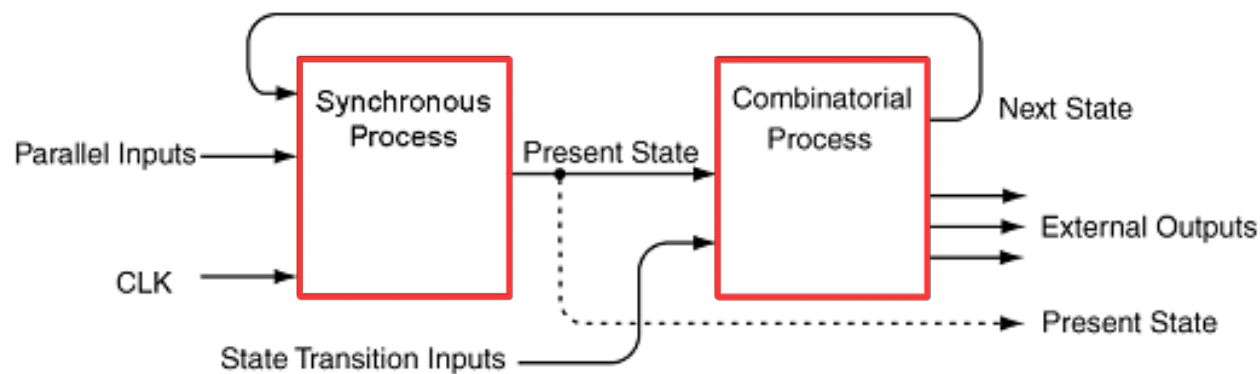 Synchronous
Process
Combinatorial
Process
Next State
Parallel Inputs
Present State
External Outputs
CLK
Present State
State Transition Inputs